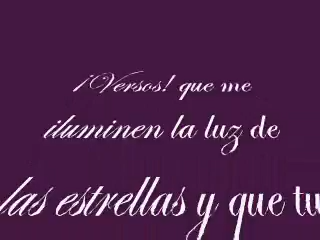 ¡Versos! que me
iluminen la luz de
las estrellas y que tu